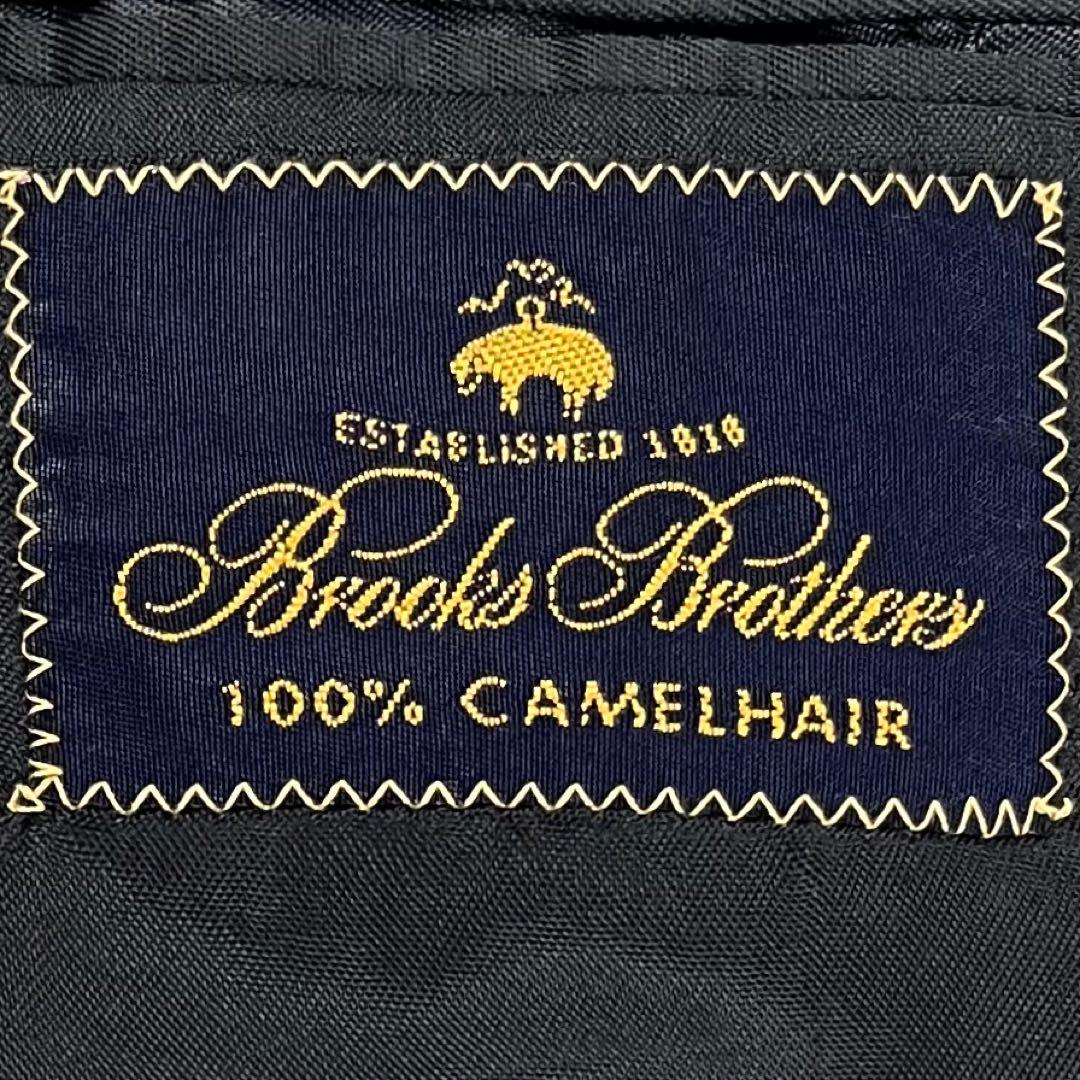 ESTABLISHED 1818
Brooks Brothers
100% CAMELHAIR